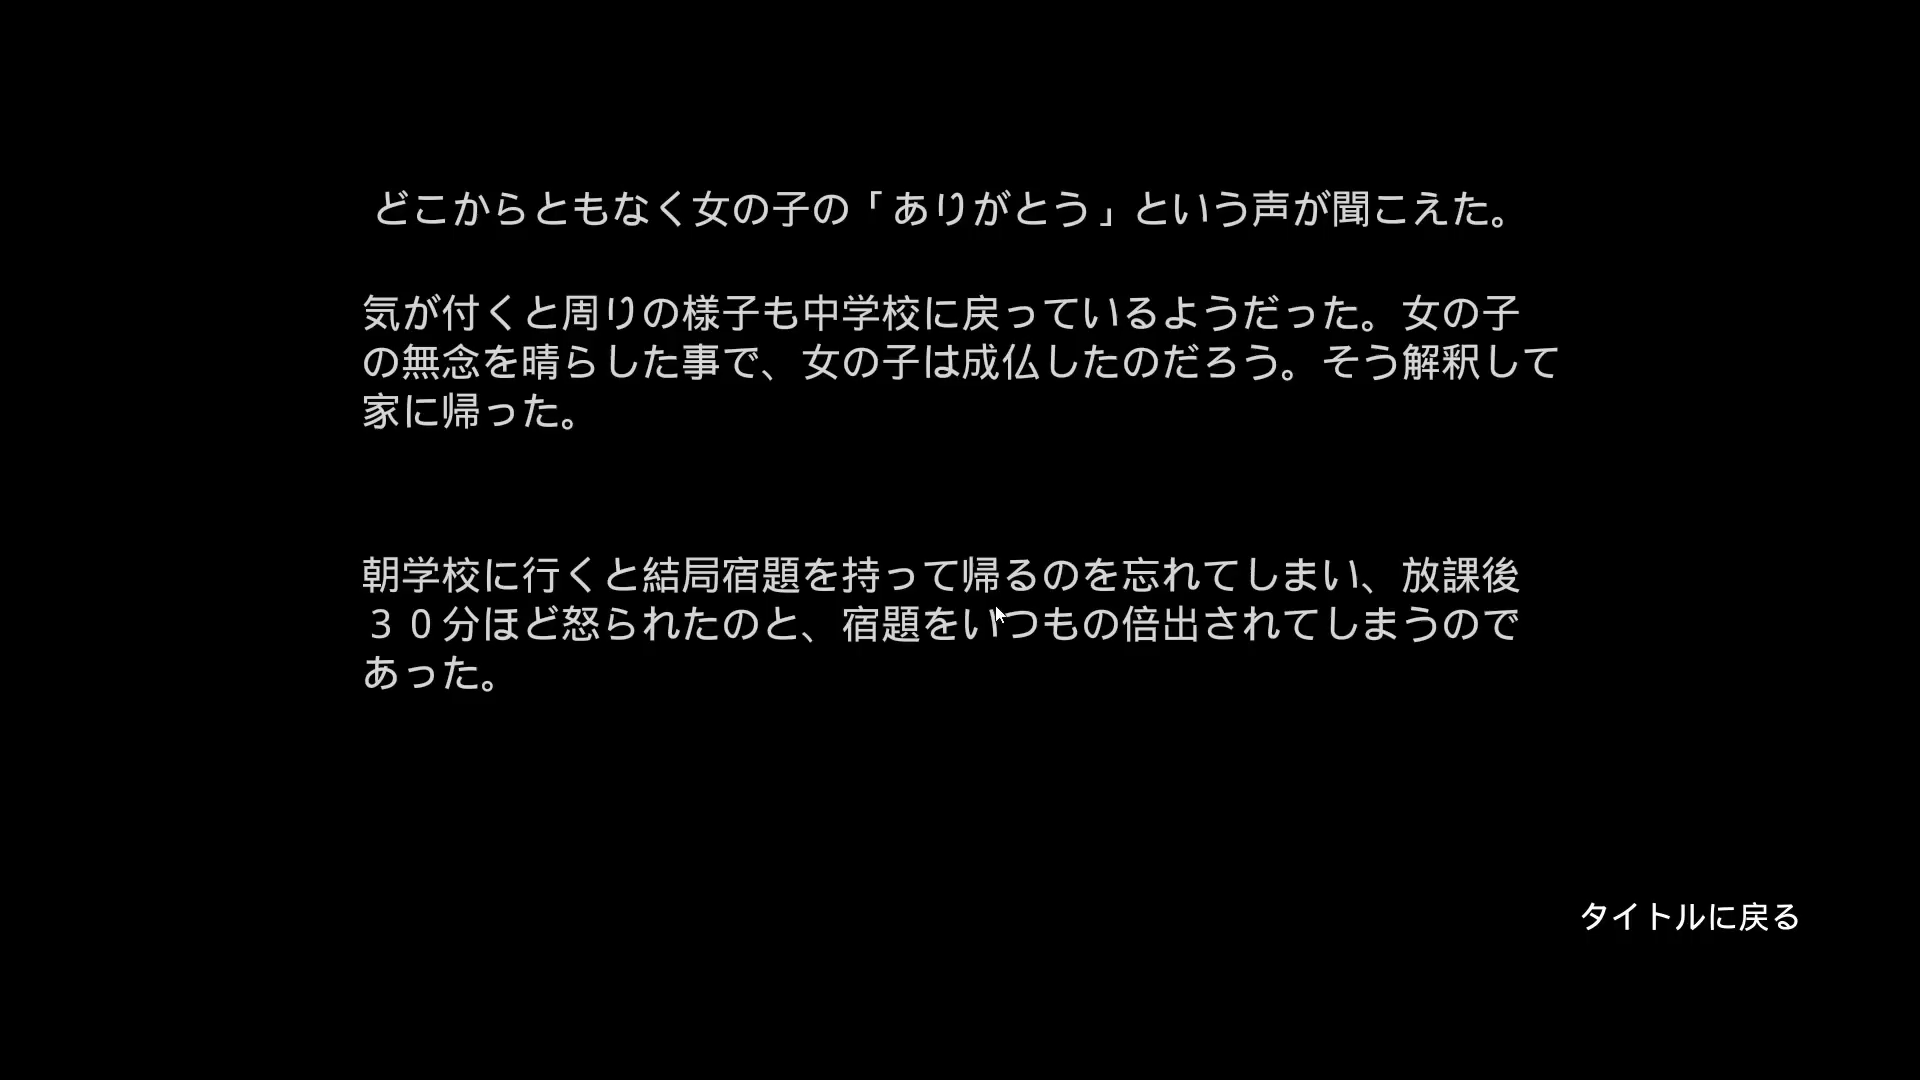 どこからともなく女の子の「ありがとう」という声が聞こえた。
気が付くと周りの様子も中学校に戻っているようだった。女の子
の無念を晴らした事で、女の子は成仏したのだろう。そう解釈して
家に帰った。
朝学校に行くと結局宿題を持って帰るのを忘れてしまい、放課後
３０分ほど怒られたのと、宿題をいつもの倍出されてしまうので
あった。
タイトルに戻る